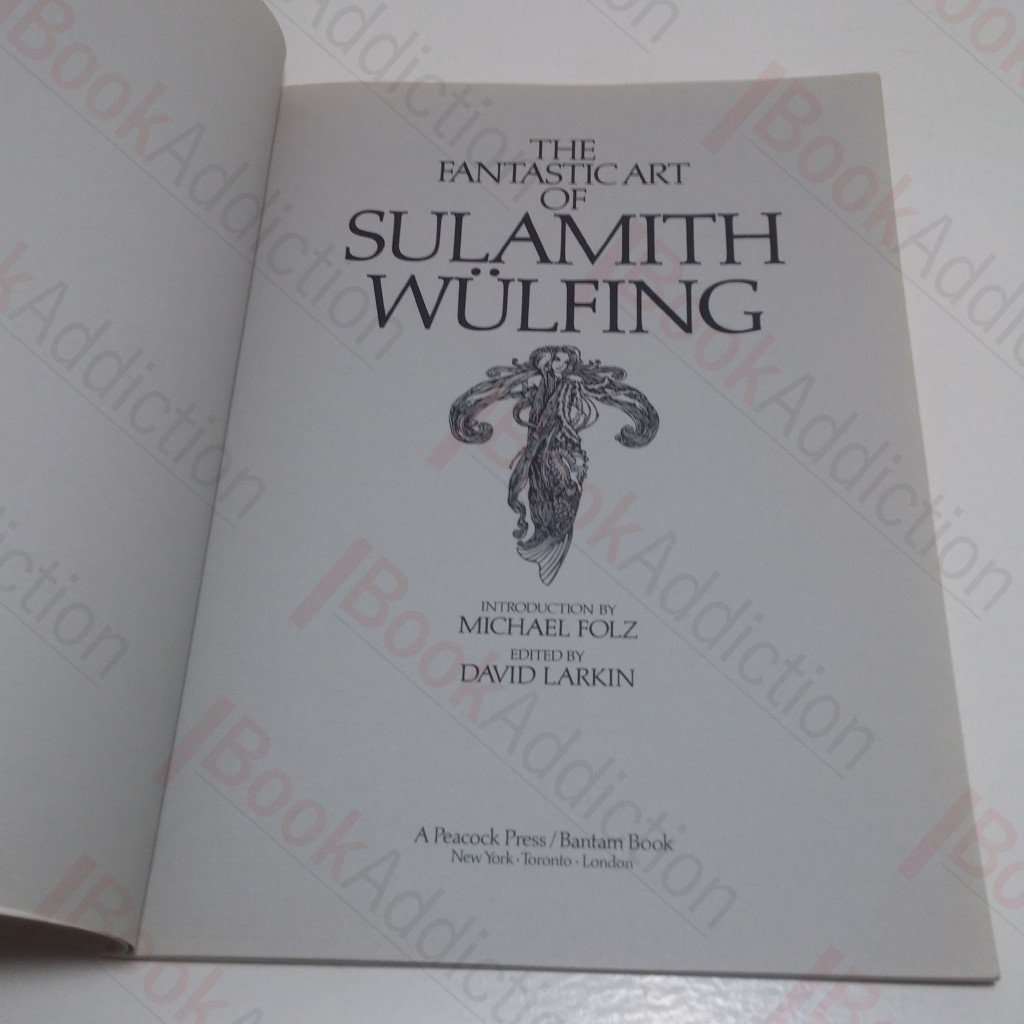 THE
FANTASTIC ART
OF
SULAMITH
WÜLFING
INTRODUCTION BY
MICHAEL FOLZ
EDITED BY
DAVID LARKIN
A Peacock Press / Bantam Book
New York · Toronto · London
BookAddiction